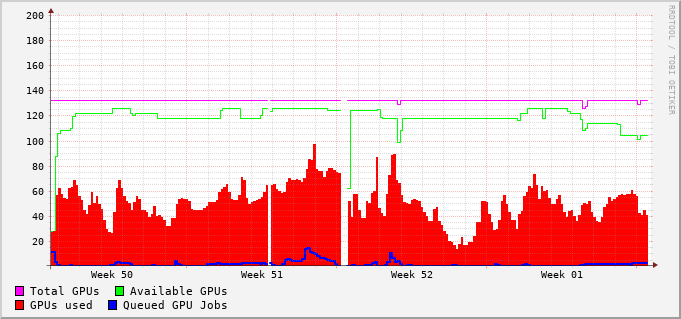 200
180
160
140
120
100
80
60
40
20
Week 50 Week 51 Week 52 Week 01
Total GPUs Available GPUs
GPUs used Queued GPU Jobs
RRDTOOL / TOBI OETIKER